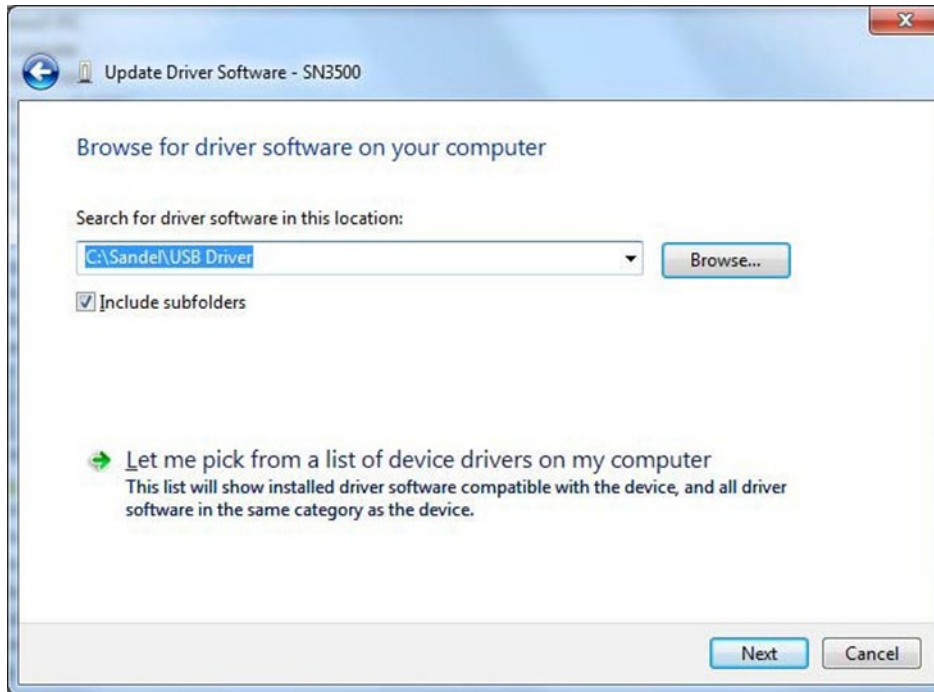 Update Driver Software - SN3500
Browse for driver software on your computer
Search for driver software in this location:
C:\Sandel\USB Driver
Browse...
Include subfolders
Let me pick from a list of device drivers on my computer
This list will show installed driver software compatible with the device, and all driver
software in the same category as the device.
Next
Cancel